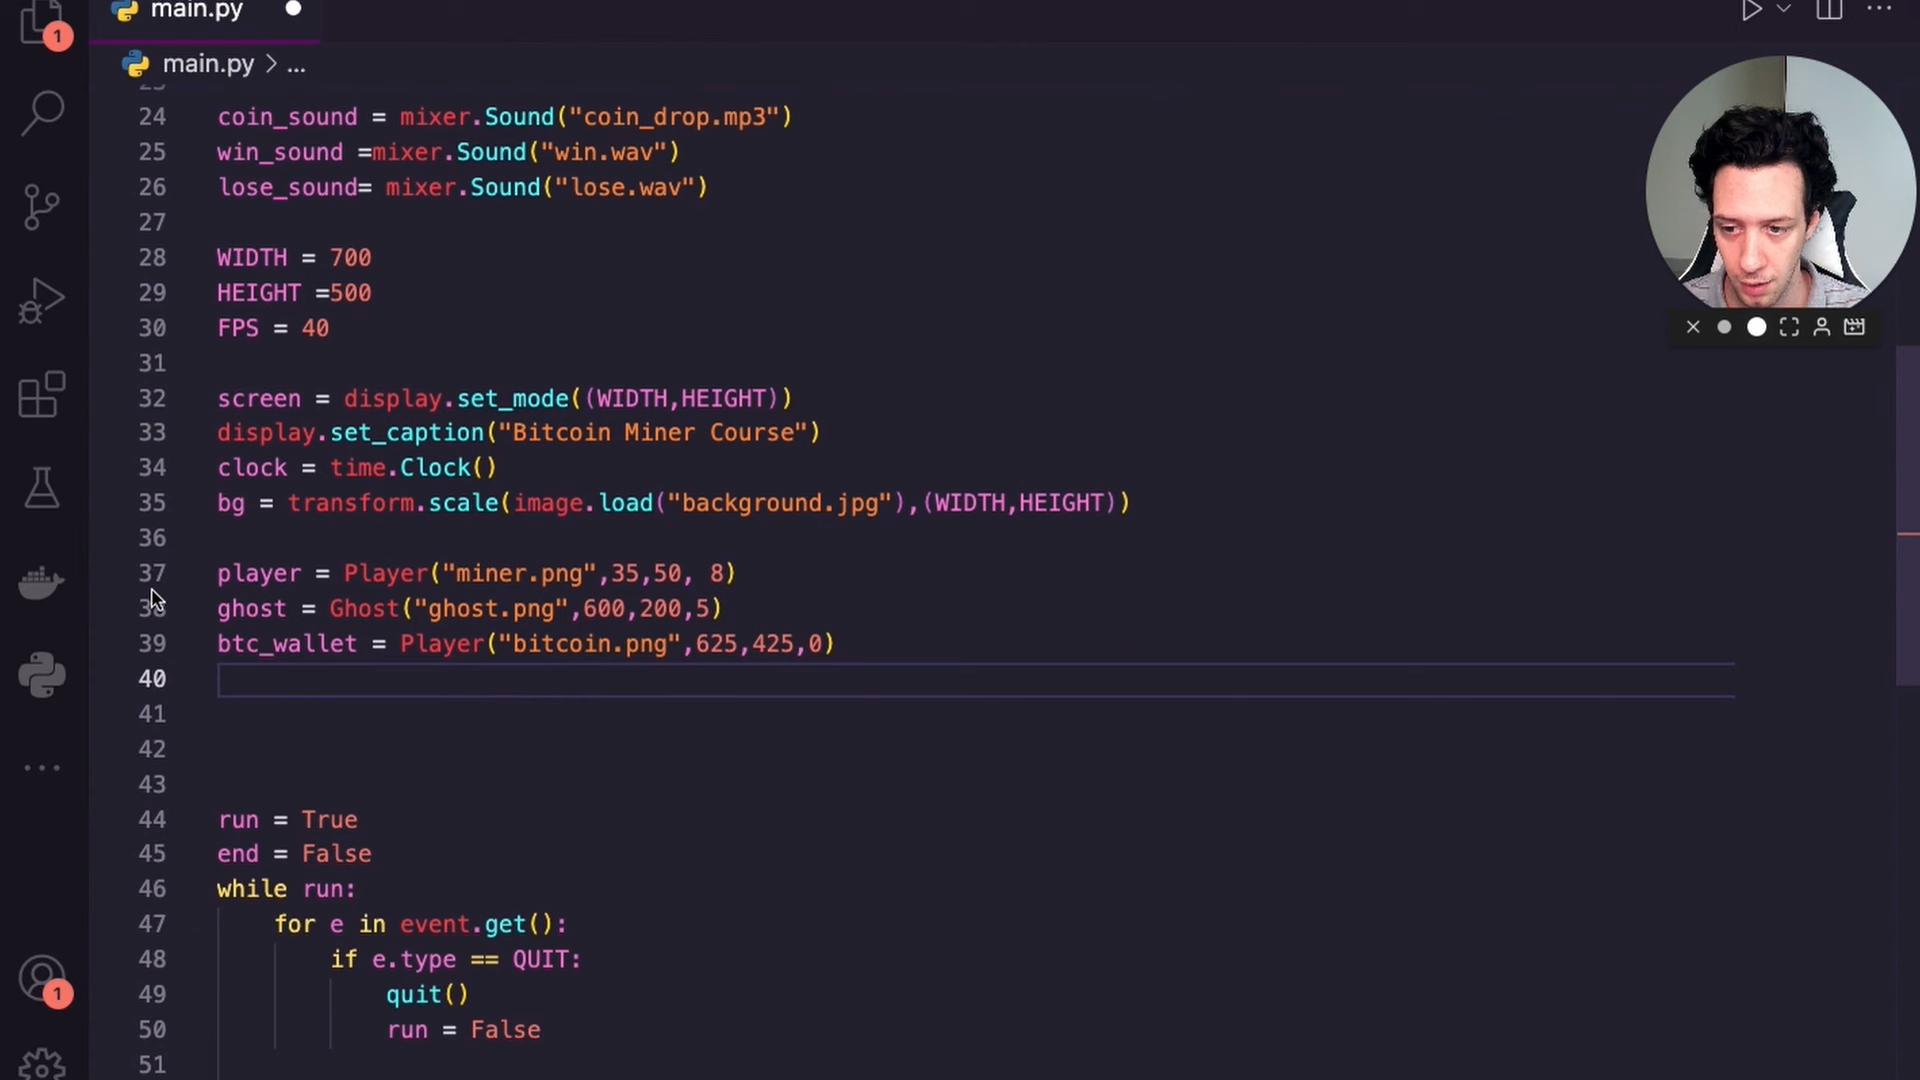 main.py
1
main.py > ...
23
24 coin_sound = mixer.Sound("coin_drop.mp3")
25 win_sound =mixer.Sound("win.wav")
26 lose_sound= mixer.Sound("lose.wav")
27
28 WIDTH = 700
29 HEIGHT =500
30 FPS = 40
31
32 screen = display.set_mode((WIDTH,HEIGHT))
33 display.set_caption("Bitcoin Miner Course")
34 clock = time.Clock()
35 bg = transform.scale(image.load("background.jpg"),(WIDTH,HEIGHT))
36
37 player = Player("miner.png",35,50, 8)
38 ghost = Ghost("ghost.png",600,200,5)
39 btc_wallet = Player("bitcoin.png",625,425,0)
40
41
42
43
44 run = True
45 end = False
46 while run:
47 for e in event.get():
48 if e.type == QUIT:
49 quit()
1
50 run = False
51